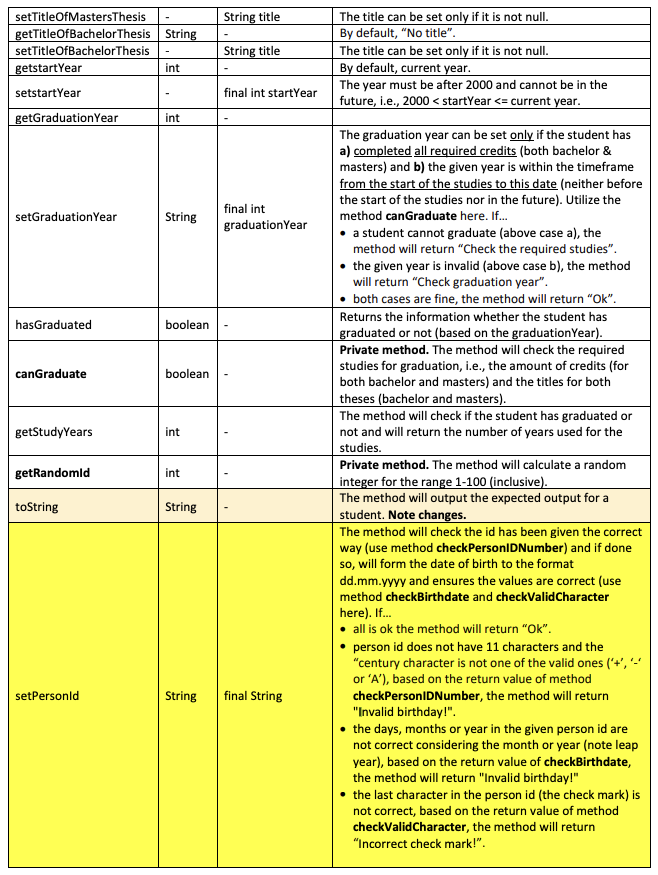 setTitleOfMastersThesis - String title The title can be set only if it is not null.
getTitleOfBachelorThesis String - By default, “No title”.
setTitleOfBachelorThesis - String title The title can be set only if it is not null.
getstartYear int - By default, current year.
setstartYear - final int startYear The year must be after 2000 and cannot be in the
future, i.e., 2000 < startYear <= current year.
getGraduationYear int -
setGraduationYear String final int
graduationYear
The graduation year can be set only if the student has
a) completed all required credits (both bachelor &
masters) and b) the given year is within the timeframe
from the start of the studies to this date (neither before
the start of the studies nor in the future). Utilize the
method canGraduate here. If…
• a student cannot graduate (above case a), the
method will return “Check the required studies”.
• the given year is invalid (above case b), the method
will return “Check graduation year”.
• both cases are fine, the method will return “Ok”.
hasGraduated boolean - Returns the information whether the student has
graduated or not (based on the graduationYear).
canGraduate boolean - Private method. The method will check the required
studies for graduation, i.e., the amount of credits (for
both bachelor and masters) and the titles for both
theses (bachelor and masters).
getStudyYears int - The method will check if the student has graduated or
not and will return the number of years used for the
studies.
getRandomId int - Private method. The method will calculate a random
integer for the range 1-100 (inclusive).
toString String - The method will output the expected output for a
student. Note changes.
setPersonId String final String
The method will check the id has been given the correct
way (use method checkPersonIDNumber) and if done
so, will form the date of birth to the format
dd.mm.yyyy and ensures the values are correct (use
method checkBirthdate and checkValidCharacter
here). If…
• all is ok the method will return “Ok”.
• person id does not have 11 characters and the
“century character is not one of the valid ones (‘+’, ‘-‘
or ‘A’), based on the return value of method
checkPersonIDNumber, the method will return
"Invalid birthday!".
• the days, months or year in the given person id are
not correct considering the month or year (note leap
year), based on the return value of checkBirthdate,
the method will return "Invalid birthday!"
• the last character in the person id (the check mark) is
not correct, based on the return value of method
checkValidCharacter, the method will return
“Incorrect check mark!”.